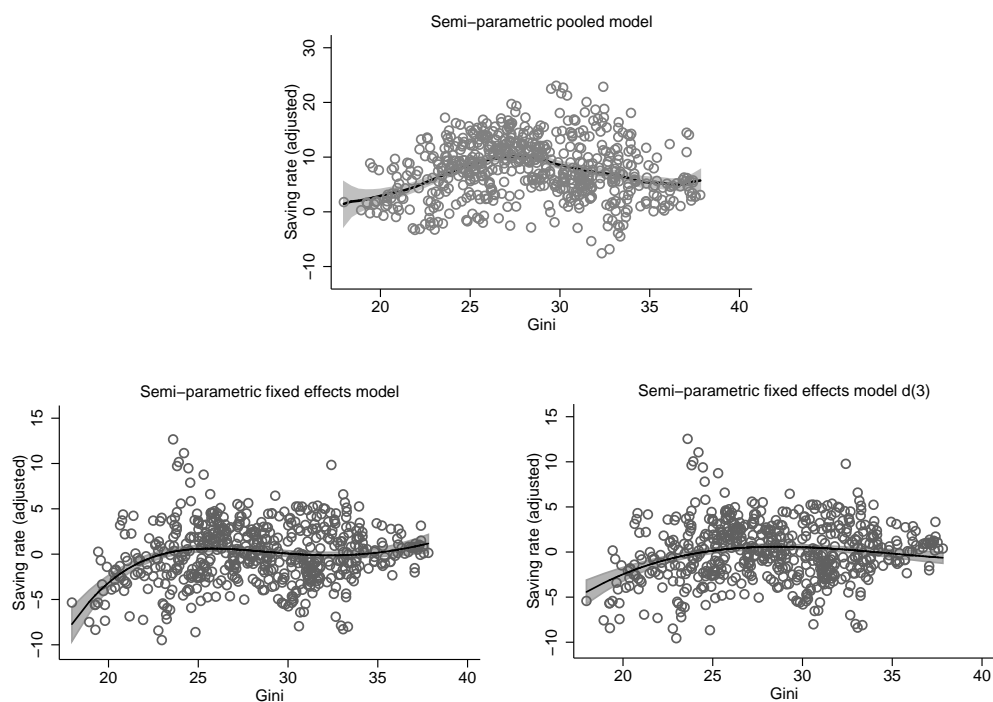 Semi−parametric pooled model
Saving rate (adjusted)
30
20
10
0
−10
20 25 30 35 40
Gini
Semi−parametric fixed effects model
Saving rate (adjusted)
15
10
5
0
−5
−10
20 25 30 35 40
Gini
Semi−parametric fixed effects model d(3)
Saving rate (adjusted)
15
10
5
0
−5
−10
20 25 30 35 40
Gini